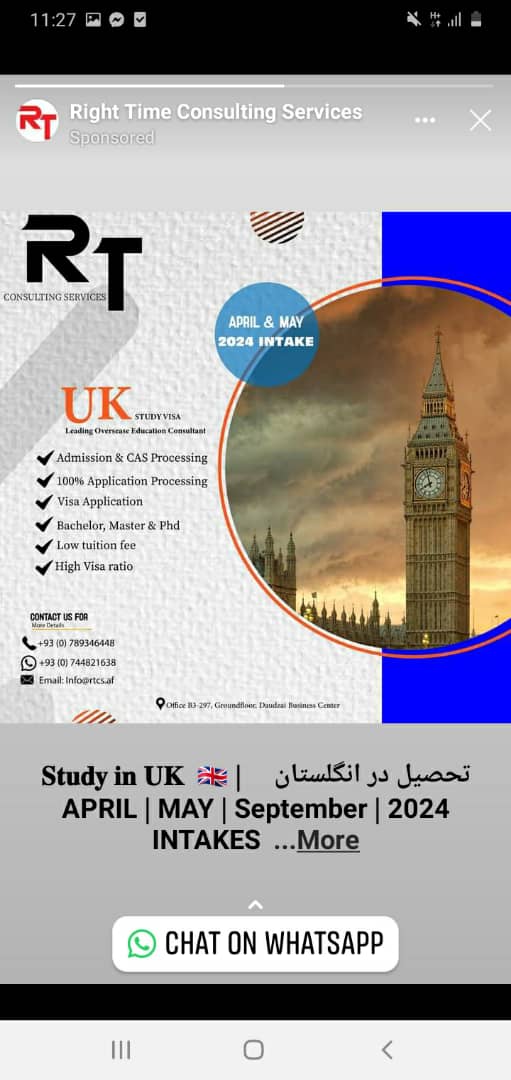 11:27
H+
RT
Right Time Consulting Services
Sponsored
RT
CONSULTING SERVICES
APRIL & MAY
2024 INTAKE
UK STUDY VISA
Leading Oversease Education Consultant
Admission & CAS Processing
100% Application Processing
Visa Application
Bachelor, Master & Phd
Low tuition fee
High Visa ratio
CONTACT US FOR
More Details
+93 (0) 789346448
+93 (0) 744821638
Email: Info@rtcs.af
Office B3-297, Groundfloor, Daudzai Business Center
Study in UK 🇬🇧 | تحصیل در انگلستان
APRIL | MAY | September | 2024
INTAKES ...More
CHAT ON WHATSAPP